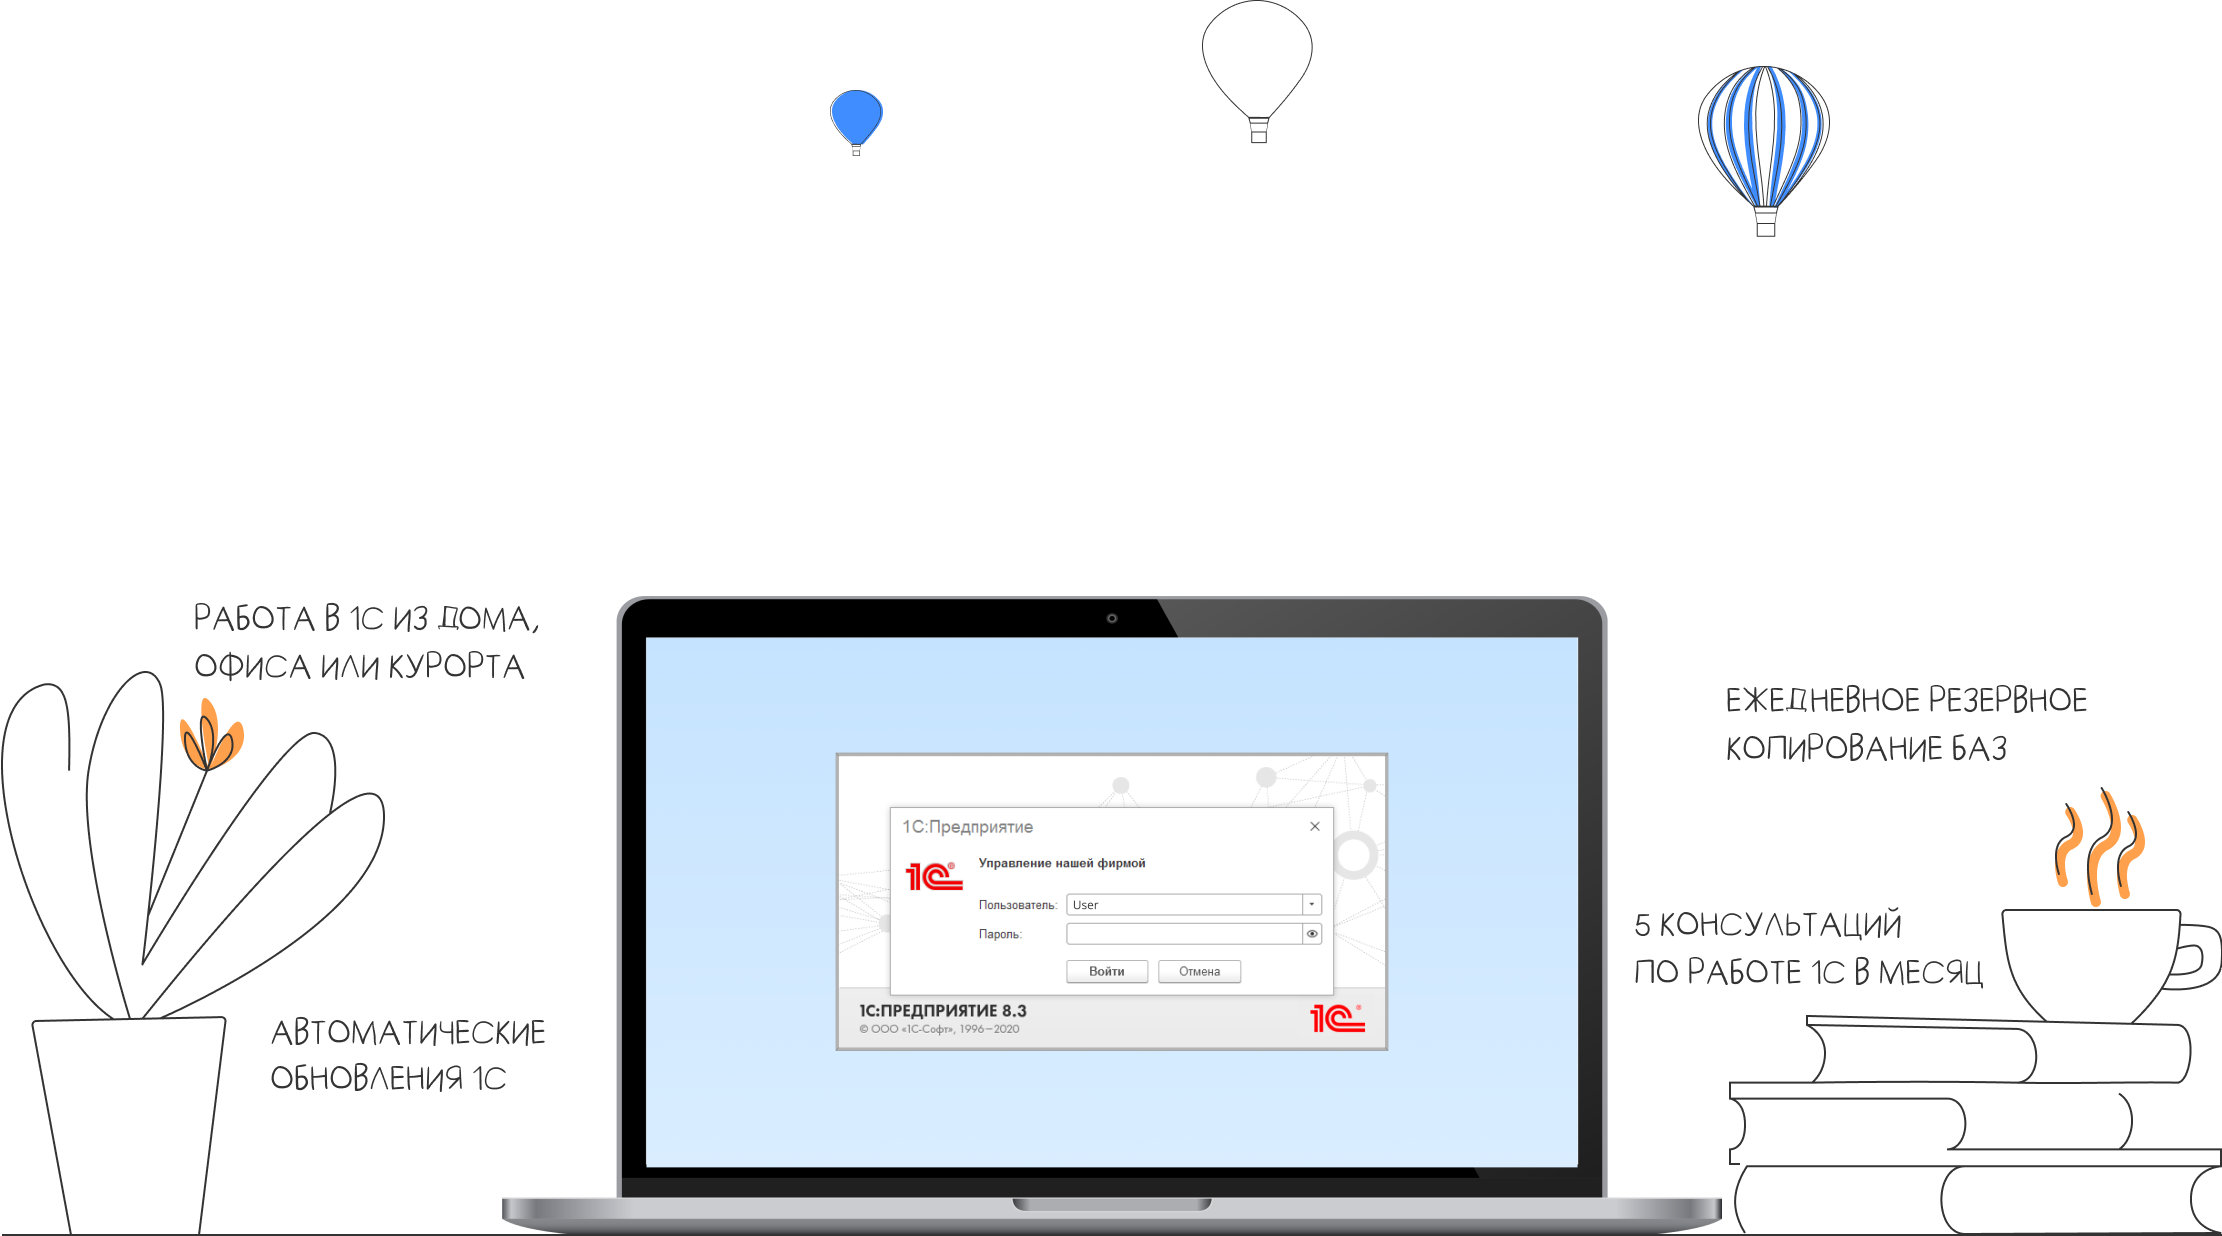 РАБОТА В 1С ИЗ ДОМА,
ОФИСА ИЛИ КУРОРТА
АВТОМАТИЧЕСКИЕ
ОБНОВЛЕНИЯ 1С
1С:Предприятие
1С®
Управление нашей фирмой
Пользователь: User
Пароль:
Войти Отмена
1С:ПРЕДПРИЯТИЕ 8.3
© ООО «1С-Софт», 1996–2020
1С®
ЕЖЕДНЕВНОЕ РЕЗЕРВНОЕ
КОПИРОВАНИЕ БАЗ
5 КОНСУЛЬТАЦИЙ
ПО РАБОТЕ 1С В МЕСЯЦ